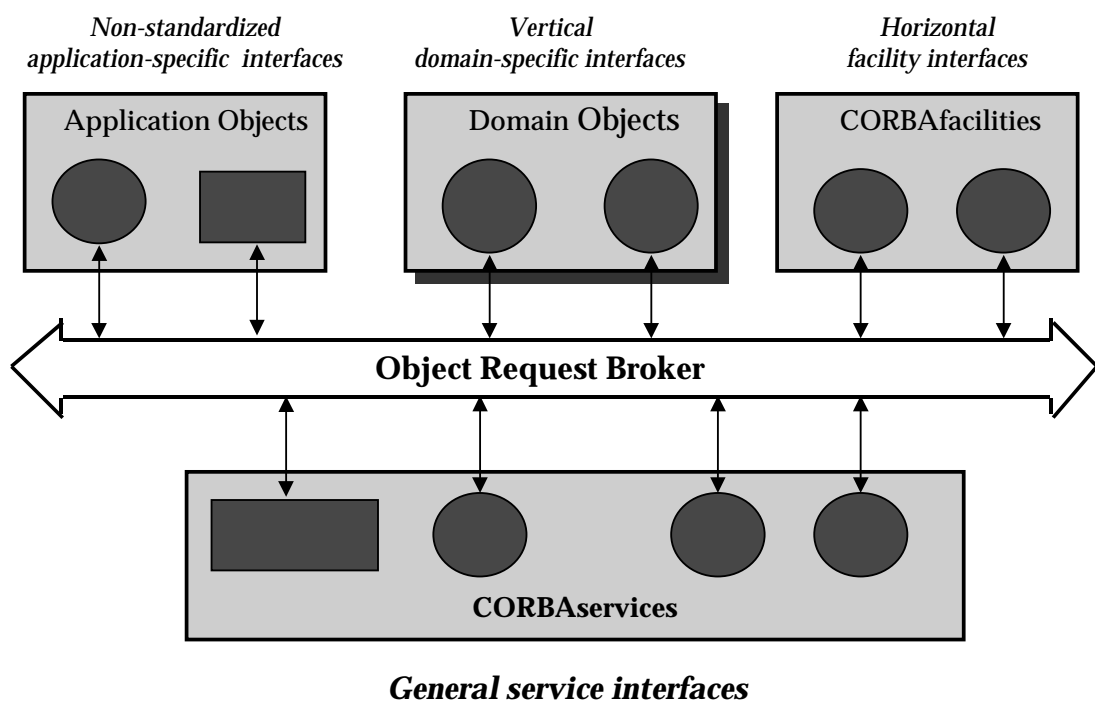 Non-standardized
application-specific interfaces
Vertical
domain-specific interfaces
Horizontal
facility interfaces
Application Objects
Domain Objects
CORBAfacilities
Object Request Broker
CORBAservices
General service interfaces